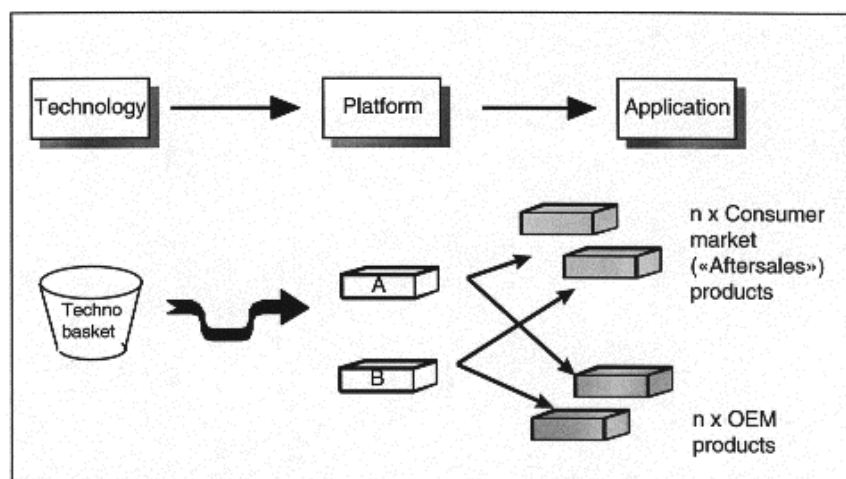 Technology
Platform
Application
n x Consumer
market
(«Aftersales»)
products
Techno
basket
A
B
n x OEM
products